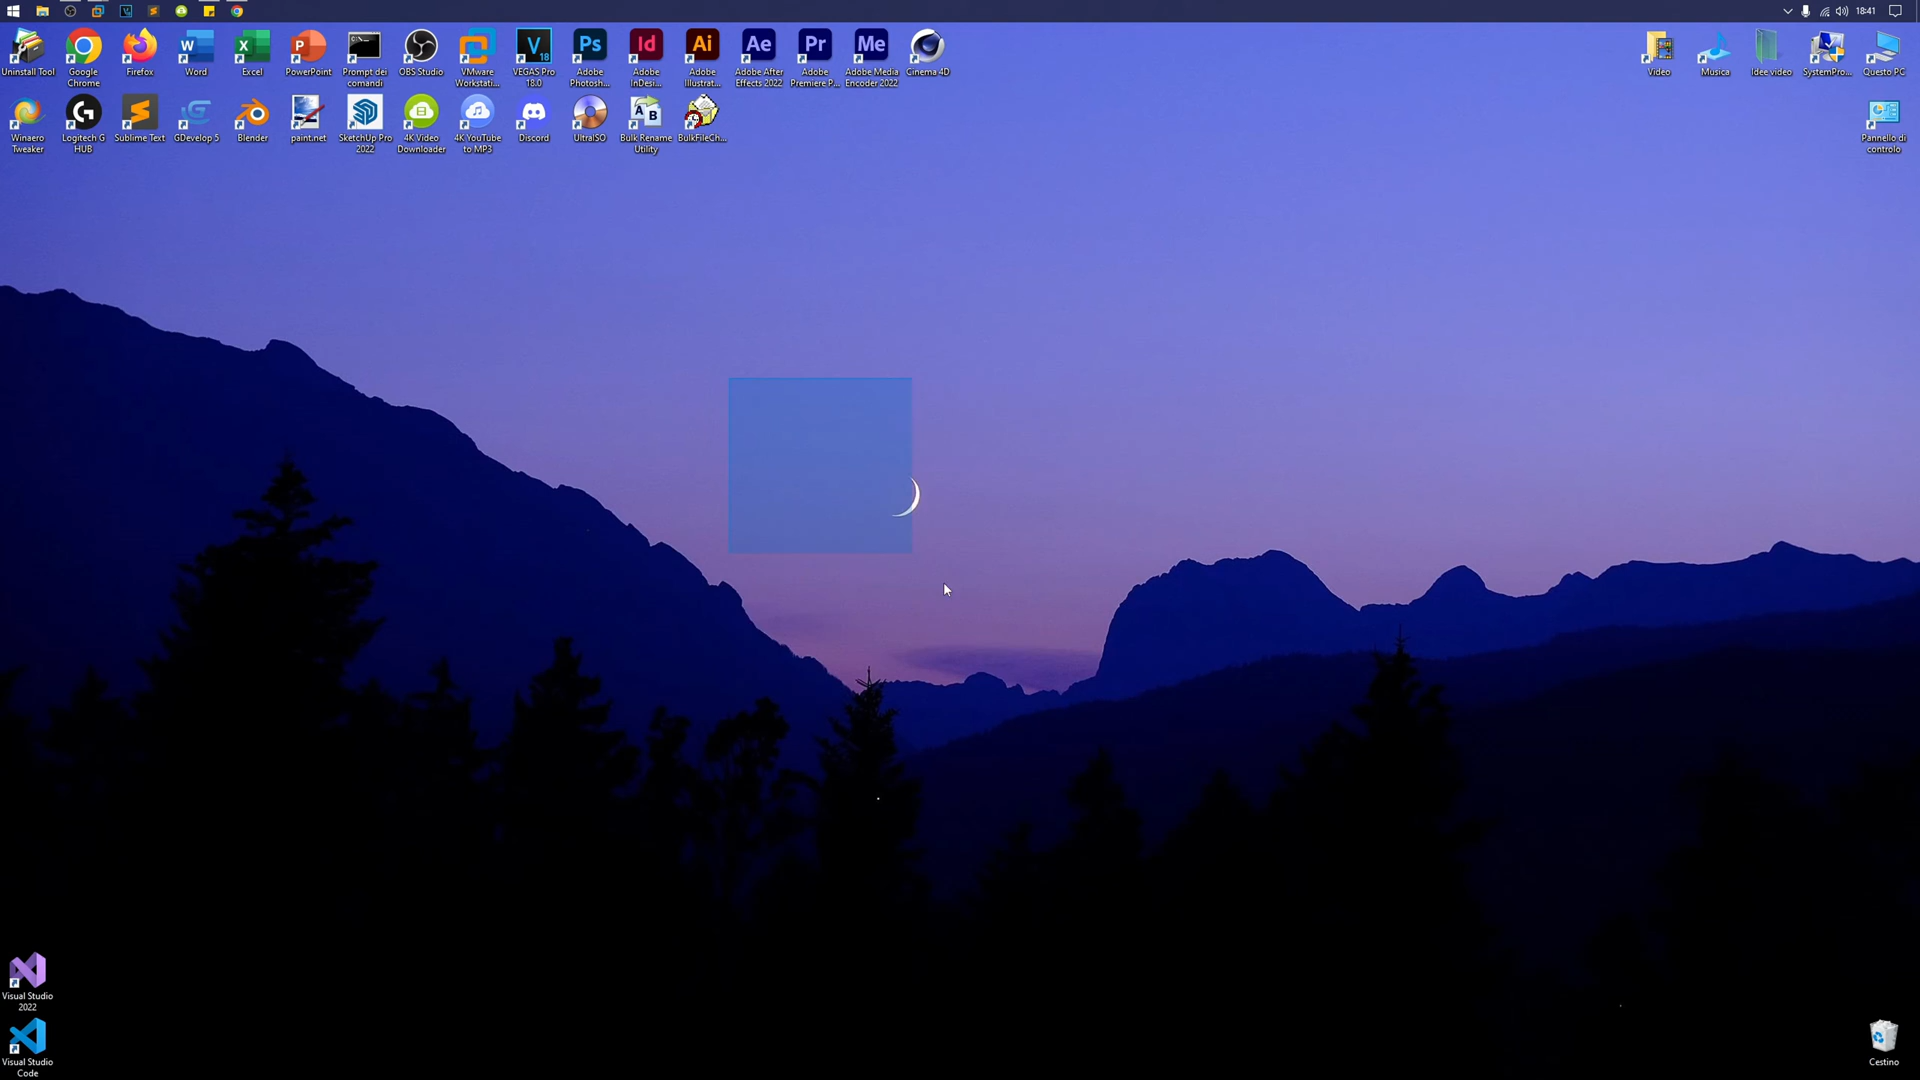 18:41
Uninstall Tool
Google
Chrome
Firefox
Word
Excel
PowerPoint
Prompt dei
comandi
OBS Studio
VMware
Workstati...
VEGAS Pro
18.0
Adobe
Photosh...
Adobe
InDesi...
Adobe
Illustrat...
Adobe After
Effects 2022
Adobe
Premiere P...
Adobe Media
Encoder 2022
Cinema 4D
Video
Musica
Idee video
SystemPro...
Questo PC
Winaero
Tweaker
Logitech G
HUB
Sublime Text
GDevelop 5
Blender
paint.net
SketchUp Pro
2022
4K Video
Downloader
4K YouTube
to MP3
Discord
UltraISO
Bulk Rename
Utility
BulkFileCh...
Pannello di
controllo
Visual Studio
2022
Visual Studio
Code
Cestino